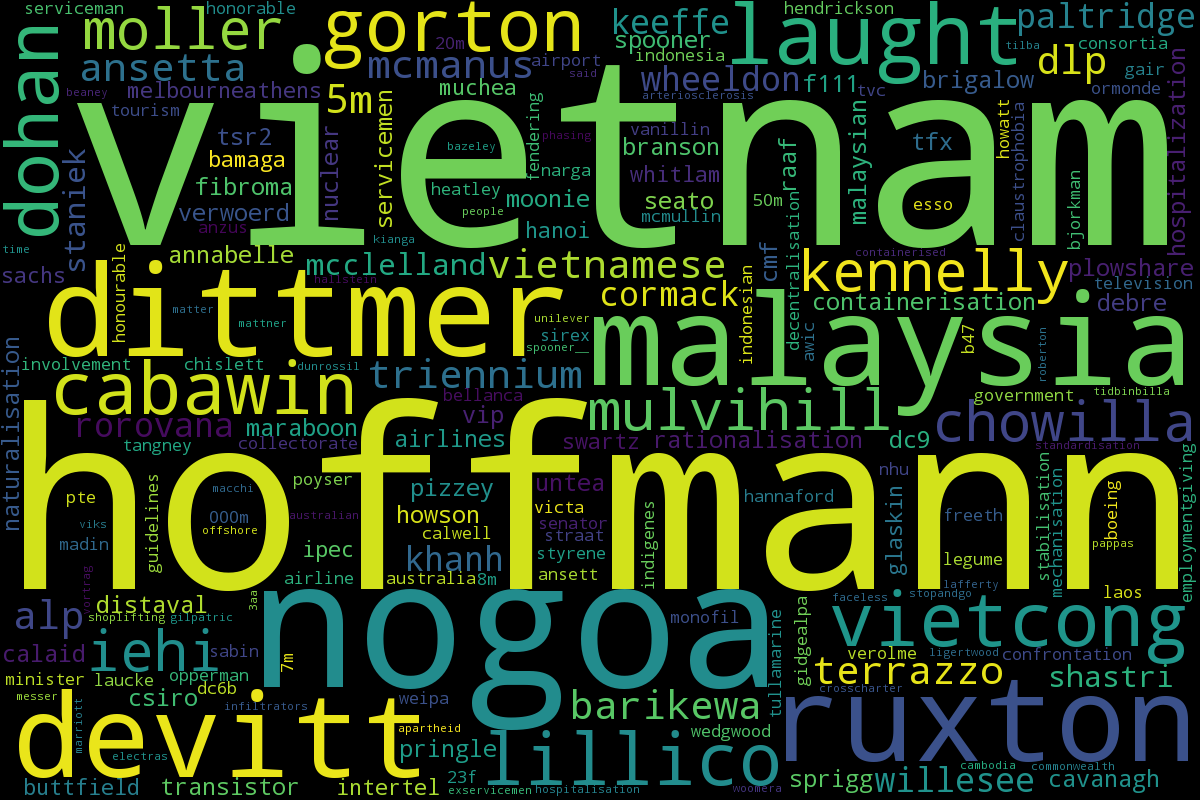 serviceman
honorable
moller
gorton
keeffe
laught
hendrickson
paltridge
dohan
ansetta
20m
mcmanus
airport
spooner
indonesia
said
wheeldon
f111
dlp
tilba
consortia
gair
beaney
melbourneathens
5m
muchea
arteriosclerosis
tvc
brigalow
ormonde
tourism
vietnam
tsr2
nuclear
servicemen
fendering
phasing
vanillin
branson
raaf
malaysian
tfx
howatt
claustrophobia
hospitalization
staniek
bamaga
bazeley
narga
whitlam
fibroma
heatley
moonie
seato
50m
esso
bjorkman
verwoerd
people
mcmullin
anzus
hanoi
decentralisation
time
kianga
containerised
annabelle
honourable
sachs
mcclelland
vietnamese
cmf
kennelly
plowshare
hallstein
cormack
indonesian
television
dittmer
matter
mattner
unilever
malaysia
containerisation
debre
sirex
spooner__
awic
b47
roberton
involvement
chislett
dunrossil
naturalisation
cabawin
triennium
bellanca
mulvihill
government
tidbinbilla
rorovana
maraboon
vip
chowilla
tangney
collectorate
airlines
swartz
rationalisation
dc9
standardisation
hoffmann
poyser
macchi
pizzey
untea
hannaford
nhu
glaskin
stabilisation
mechanisation
employmentgiving
boeing
pte
guidelines
000m
australian
howson
victa
senator
freeth
viks
offshore
calwell
straat
madin
ipec
khanh
styrene
indigenes
legume
pappas
airline
australia
8m
ansett
lafferty
laos
vortrag
3aa
distaval
alp
shoplifting
gilpatric
nogoa
faceless
stopandgo
monofil
vietcong
iehi
sabin
tullamarine
gidgealpa
calaid
7m
verolme
ligertwood
confrontation
minister
laucke
opperman
terrazzo
shastri
messer
csiro
dc6b
weipa
barikewa
crosscharter
devitt
marriott
infiltrators
apartheid
wedgwood
ruxton
electras
pringle
lillico
cambodia
commonwealth
buttfield
transistor
intertel
23f
exservicemen
hospitalisation
woomera
sprigg
willesee
cavanagh